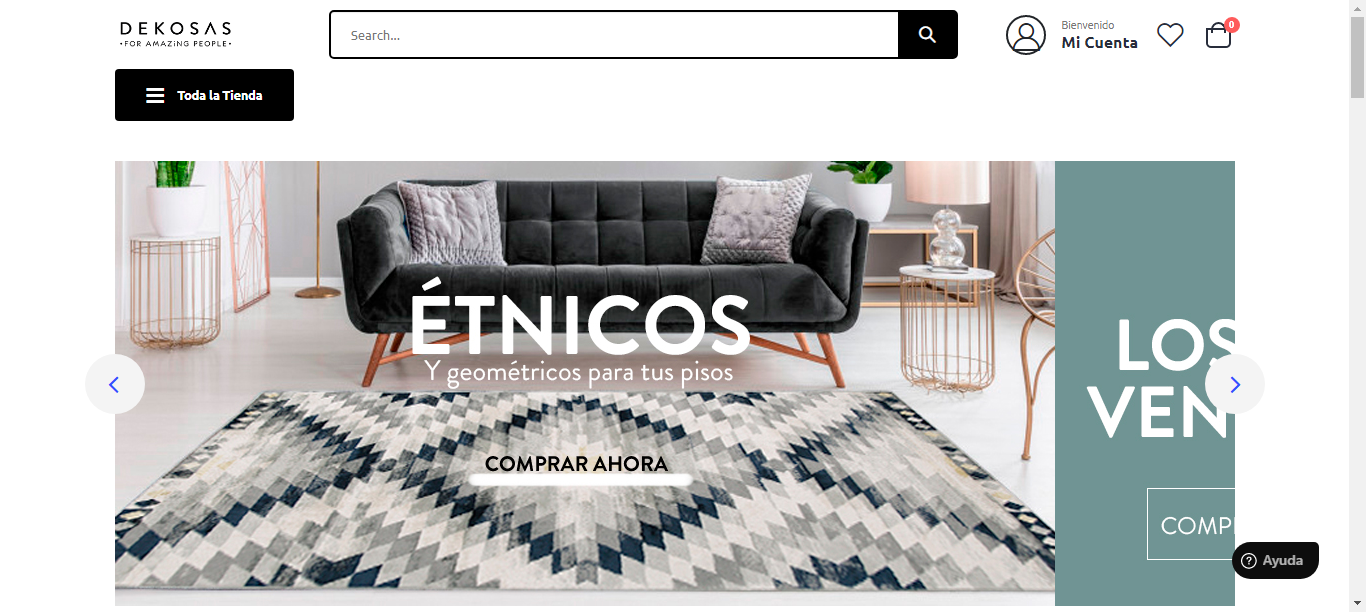 DEKOSAS
•FOR AMAZING PEOPLE•
Search...
Bienvenido
Mi Cuenta
0
Toda la Tienda
ÉTNICOS
Y geométricos para tus pisos
COMPRAR AHORA
LOS
VEN
COMP
Ayuda